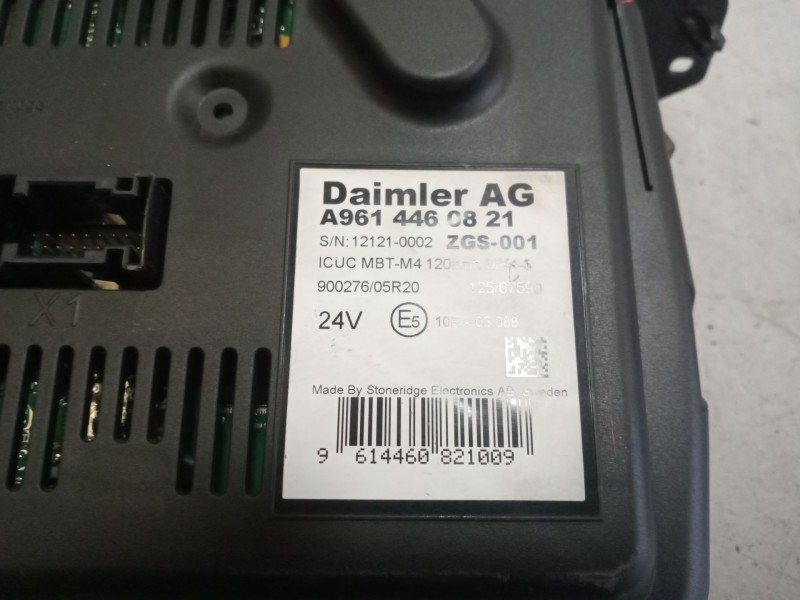 Daimler AG
A961 446 08 21
S/N: 12121-0002 ZGS-001
ICUC MBT-M4
900276/05R20
24V E5
Made By Stoneridge Electronics AB, Sweden
9 614460 821009
X1